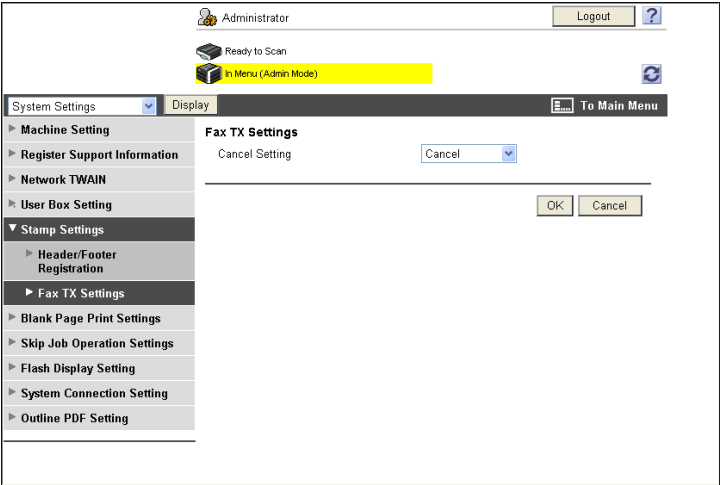 Administrator
Logout
?
Ready to Scan
In Menu (Admin Mode)
System Settings
Display
To Main Menu
Machine Setting
Register Support Information
Network TWAIN
User Box Setting
Stamp Settings
Header/Footer
Registration
Fax TX Settings
Blank Page Print Settings
Skip Job Operation Settings
Flash Display Setting
System Connection Setting
Outline PDF Setting
Fax TX Settings
Cancel Setting
Cancel
OK
Cancel